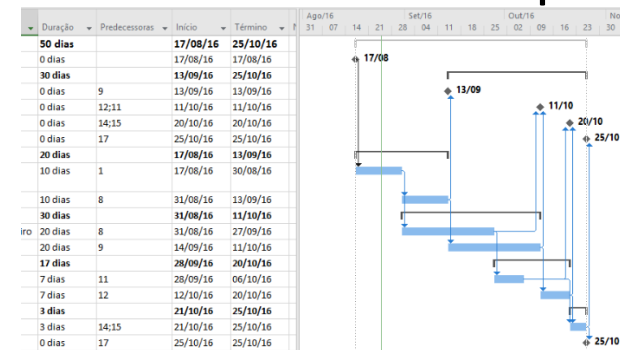 Ago/16 Set/16 Out/16 No
Duração Predecessoras Início Término 31 07 14 21 28 04 11 18 25 02 09 16 23 30
50 dias 17/08/16 25/10/16
0 dias 17/08/16 17/08/16 17/08
30 dias 13/09/16 25/10/16
0 dias 9 13/09/16 13/09/16 13/09
0 dias 12;11 11/10/16 11/10/16 11/10
0 dias 14;15 20/10/16 20/10/16 20/10
0 dias 17 25/10/16 25/10/16 25/10
20 dias 17/08/16 13/09/16
10 dias 1 17/08/16 30/08/16
10 dias 8 31/08/16 13/09/16
30 dias 31/08/16 11/10/16
iro 20 dias 8 31/08/16 27/09/16
20 dias 9 14/09/16 11/10/16
17 dias 28/09/16 20/10/16
7 dias 11 28/09/16 06/10/16
7 dias 12 12/10/16 20/10/16
3 dias 21/10/16 25/10/16
3 dias 14;15 21/10/16 25/10/16
0 dias 17 25/10/16 25/10/16 25/10